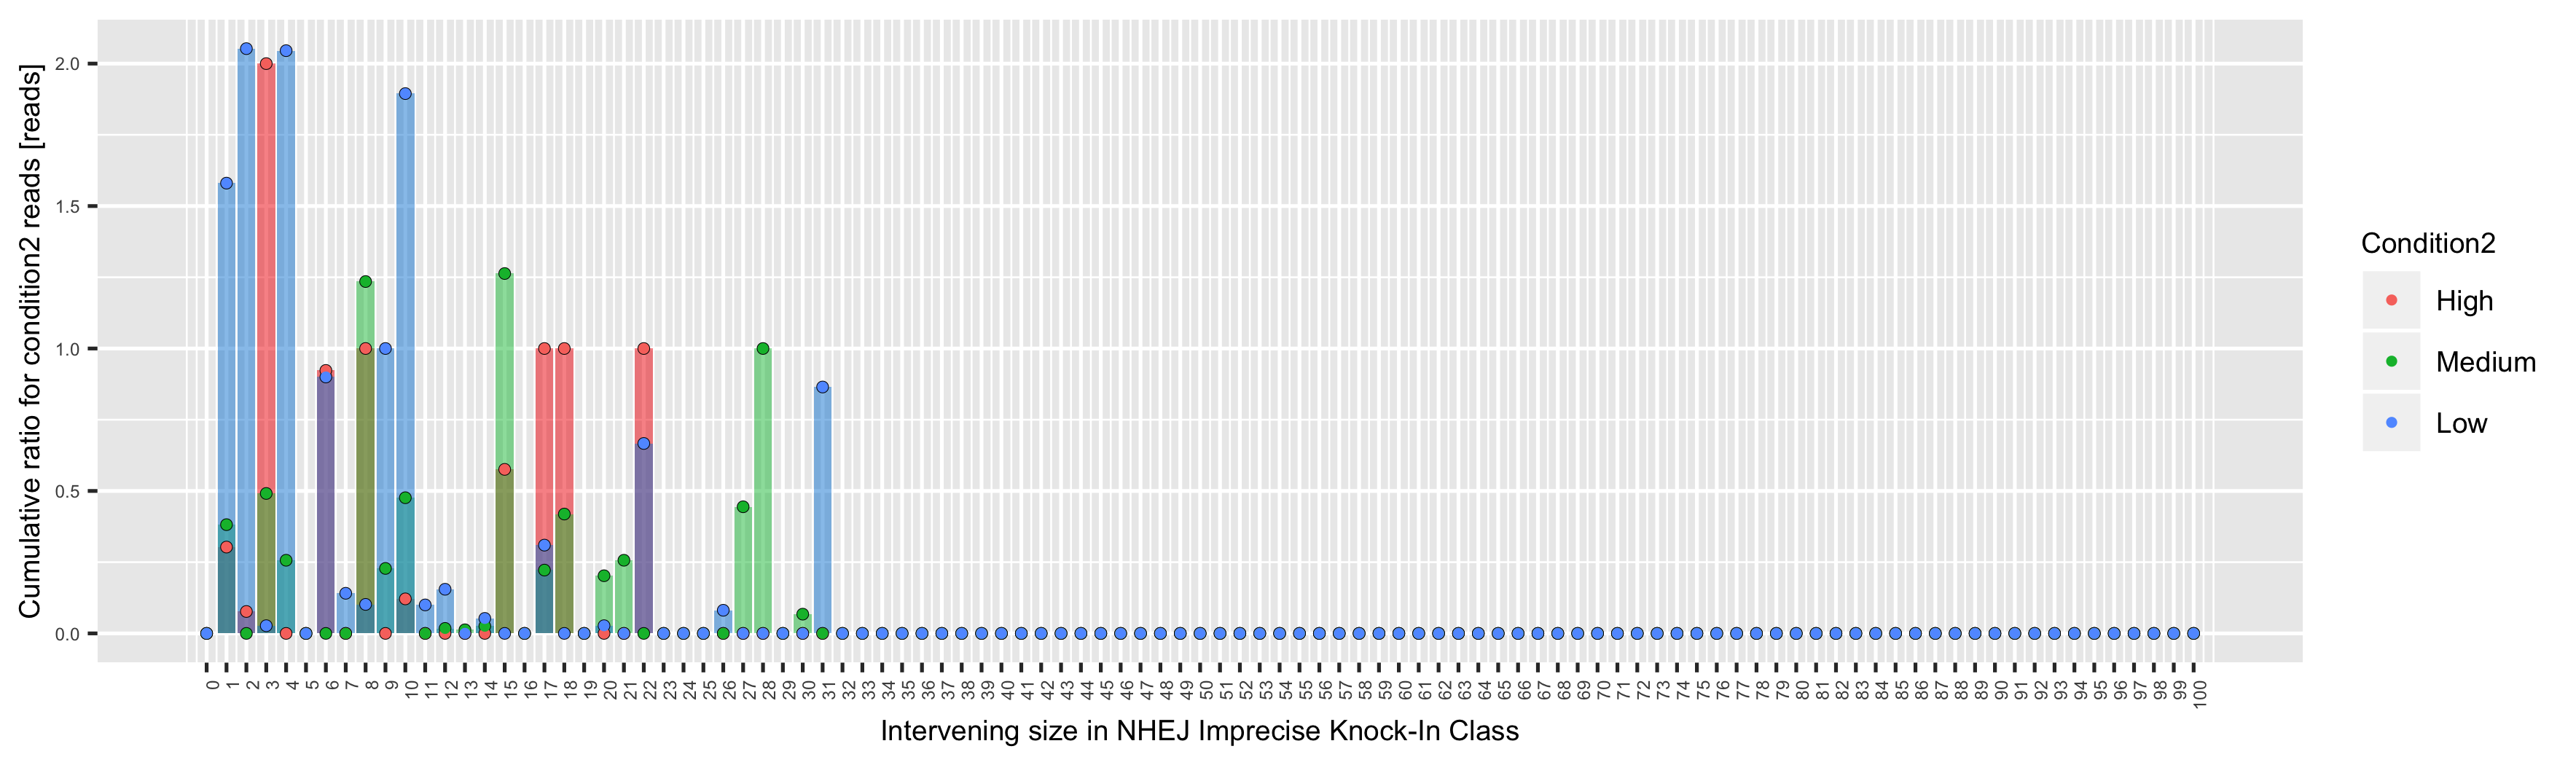 Cumulative ratio for condition2 reads [reads]
2.0
1.5
1.0
0.5
0.0
0 1 2 3 4 5 6 7 8 9 10 11 12 13 14 15 16 17 18 19 20 21 22 23 24 25 26 27 28 29 30 31 32 33 34 35 36 37 38 39 40 41 42 43 44 45 46 47 48 49 50 51 52 53 54 55 56 57 58 59 60 61 62 63 64 65 66 67 68 69 70 71 72 73 74 75 76 77 78 79 80 81 82 83 84 85 86 87 88 89 90 91 92 93 94 95 96 97 98 99 100
Intervening size in NHEJ Imprecise Knock-In Class
Condition2
High
Medium
Low